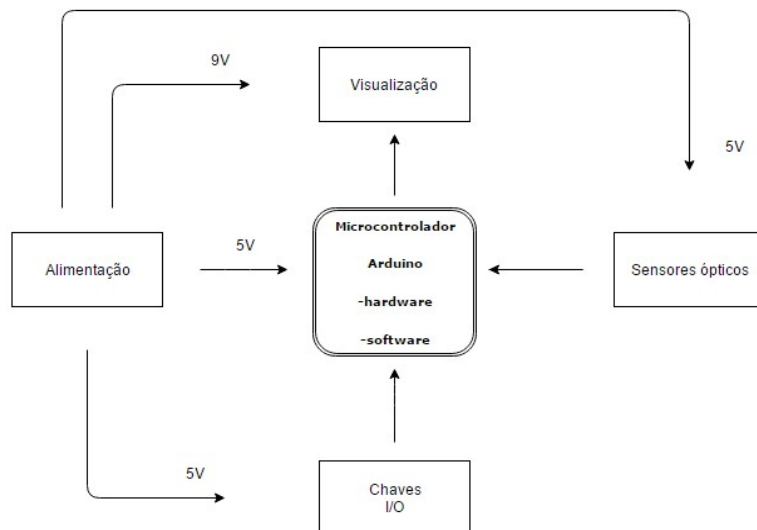 9V
Visualização
5V
Microcontrolador
Arduino
-hardware
-software
5V
Alimentação
Sensores ópticos
5V
Chaves
I/O